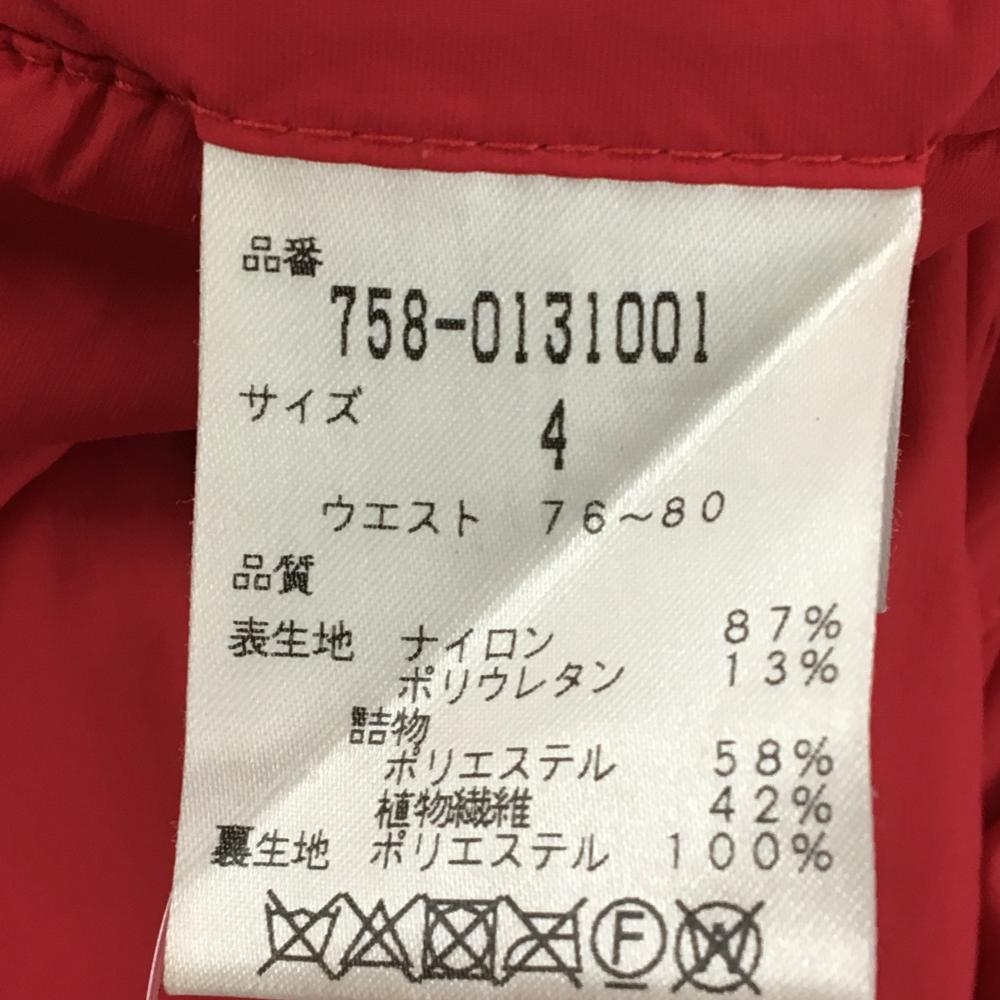 品番
758-0131001
サイズ
4
ウエスト 76~80
品質
表生地 ナイロン 87%
ポリウレタン 13%
詰物
ポリエステル 58%
植物繊維 42%
裏生地 ポリエステル 100%
F W